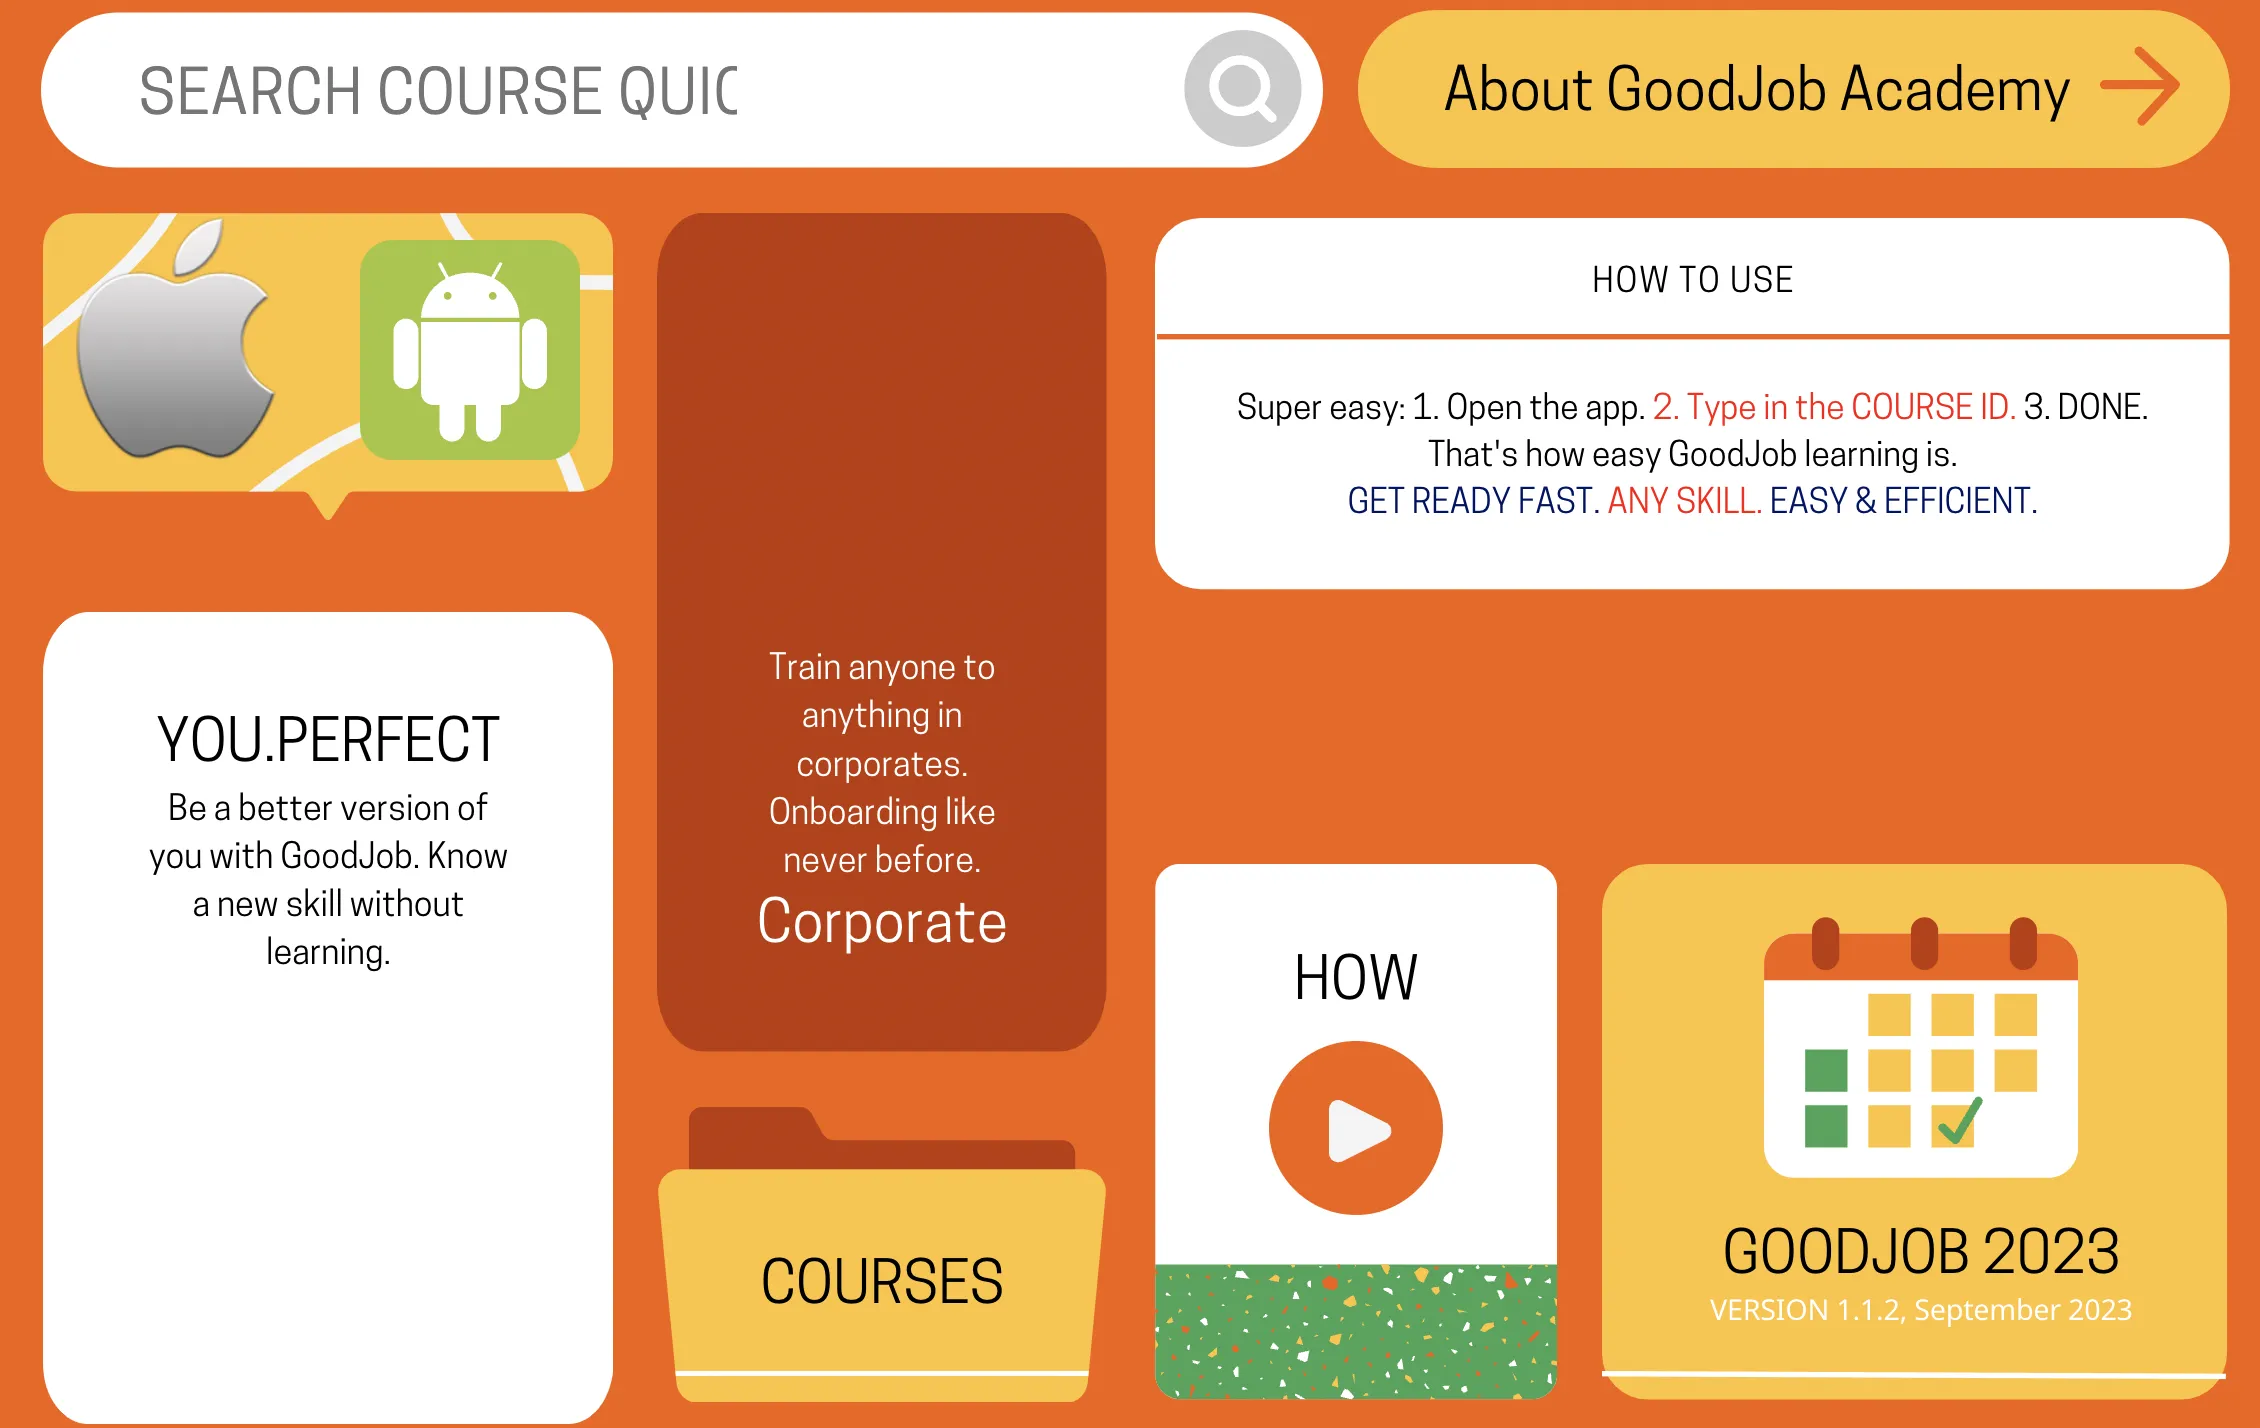 SEARCH COURSE QUIC
About GoodJob Academy
HOW TO USE
Super easy: 1. Open the app. 2. Type in the COURSE ID. 3. DONE.
That's how easy GoodJob learning is.
GET READY FAST. ANY SKILL. EASY & EFFICIENT.
YOU.PERFECT
Be a better version of
you with GoodJob. Know
a new skill without
learning.
Train anyone to
anything in
corporates.
Onboarding like
never before.
Corporate
COURSES
HOW
GOODJOB 2023
VERSION 1.1.2, September 2023